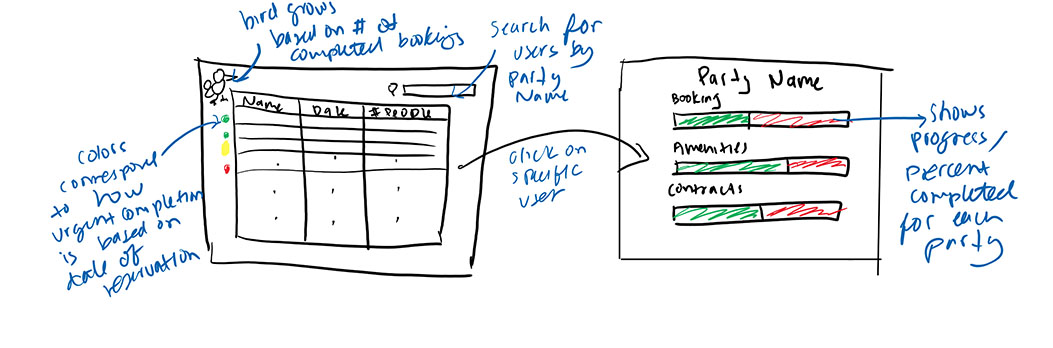 bird grows
based on # of
completed bookings
search for
users by
party
Name
Name Date # PEOPLE
colors
correspond
to how
urgent completion
is based on
date of
reservation
click on
specific
user
Party Name
Booking
Amenities
Contracts
shows
progress/
percent
completed
for each
party